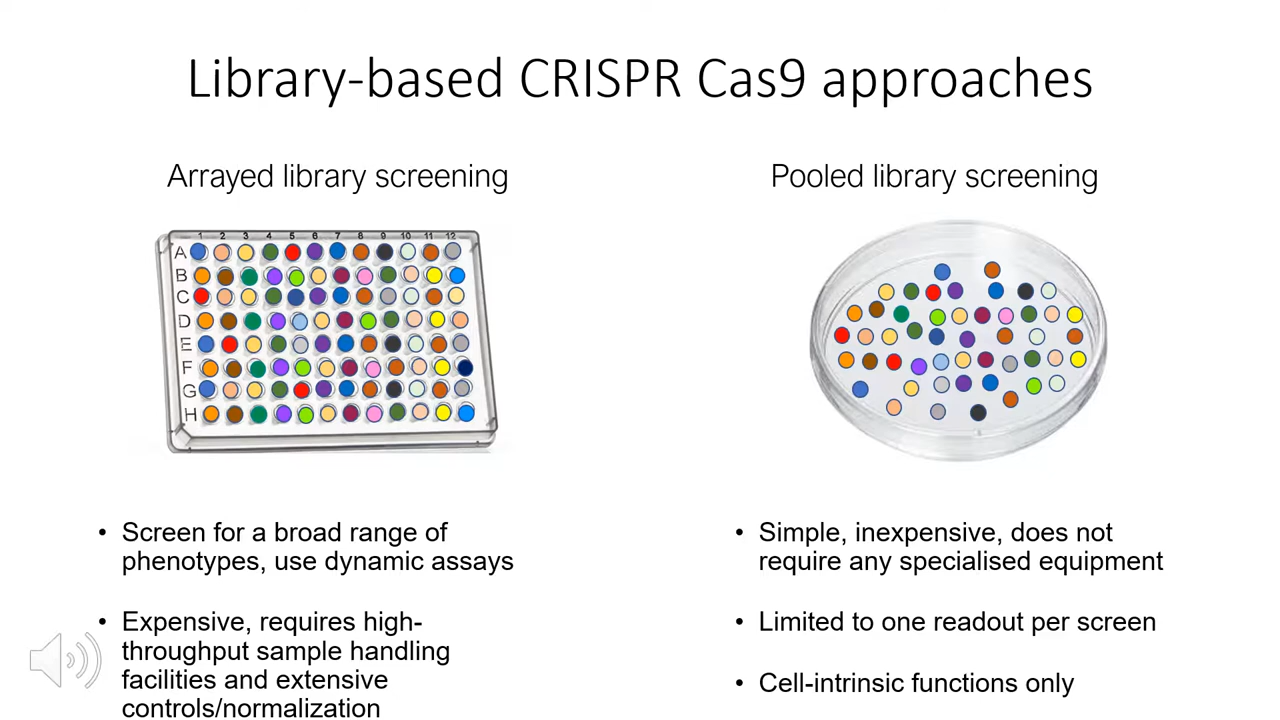 Library-based CRISPR Cas9 approaches
Arrayed library screening
1 2 3 4 5 6 7 8 9 10 11 12
A
B
C
D
E
F
G
H
• Screen for a broad range of
phenotypes, use dynamic assays
• Expensive, requires high-
throughput sample handling
facilities and extensive
controls/normalization
Pooled library screening
• Simple, inexpensive, does not
require any specialised equipment
• Limited to one readout per screen
• Cell-intrinsic functions only